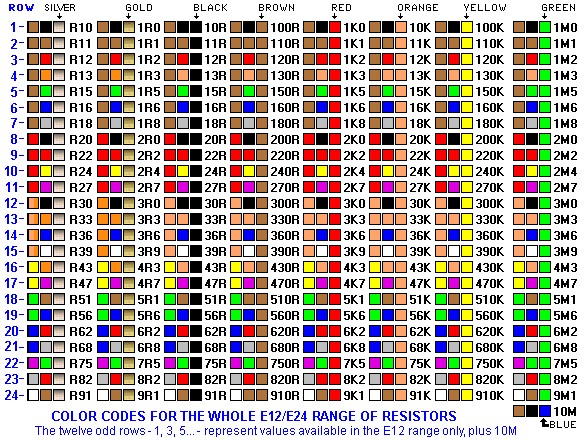 ROW SILVER GOLD BLACK BROWN RED ORANGE YELLOW GREEN
1- R10 1R0 10R 100R 1K0 10K 100K 1M0
2- R11 1R1 11R 110R 1K1 11K 110K 1M1
3- R12 1R2 12R 120R 1K2 12K 120K 1M2
4- R13 1R3 13R 130R 1K3 13K 130K 1M3
5- R15 1R5 15R 150R 1K5 15K 150K 1M5
6- R16 1R6 16R 160R 1K6 16K 160K 1M6
7- R18 1R8 18R 180R 1K8 18K 180K 1M8
8- R20 2R0 20R 200R 2K0 20K 200K 2M0
9- R22 2R2 22R 220R 2K2 22K 220K 2M2
10- R24 2R4 24R 240R 2K4 24K 240K 2M4
11- R27 2R7 27R 270R 2K7 27K 270K 2M7
12- R30 3R0 30R 300R 3K0 30K 300K 3M0
13- R33 3R3 33R 330R 3K3 33K 330K 3M3
14- R36 3R6 36R 360R 3K6 36K 360K 3M6
15- R39 3R9 39R 390R 3K9 39K 390K 3M9
16- R43 4R3 43R 430R 4K3 43K 430K 4M3
17- R47 4R7 47R 470R 4K7 47K 470K 4M7
18- R51 5R1 51R 510R 5K1 51K 510K 5M1
19- R56 5R6 56R 560R 5K6 56K 560K 5M6
20- R62 6R2 62R 620R 6K2 62K 620K 6M2
21- R68 6R8 68R 680R 6K8 68K 680K 6M8
22- R75 7R5 75R 750R 7K5 75K 750K 7M5
23- R82 8R2 82R 820R 8K2 82K 820K 8M2
24- R91 9R1 91R 910R 9K1 91K 910K 9M1
COLOR CODES FOR THE WHOLE E12/E24 RANGE OF RESISTORS 10M
The twelve odd rows - 1, 3, 5...- represent values available in the E12 range only, plus 10M BLUE